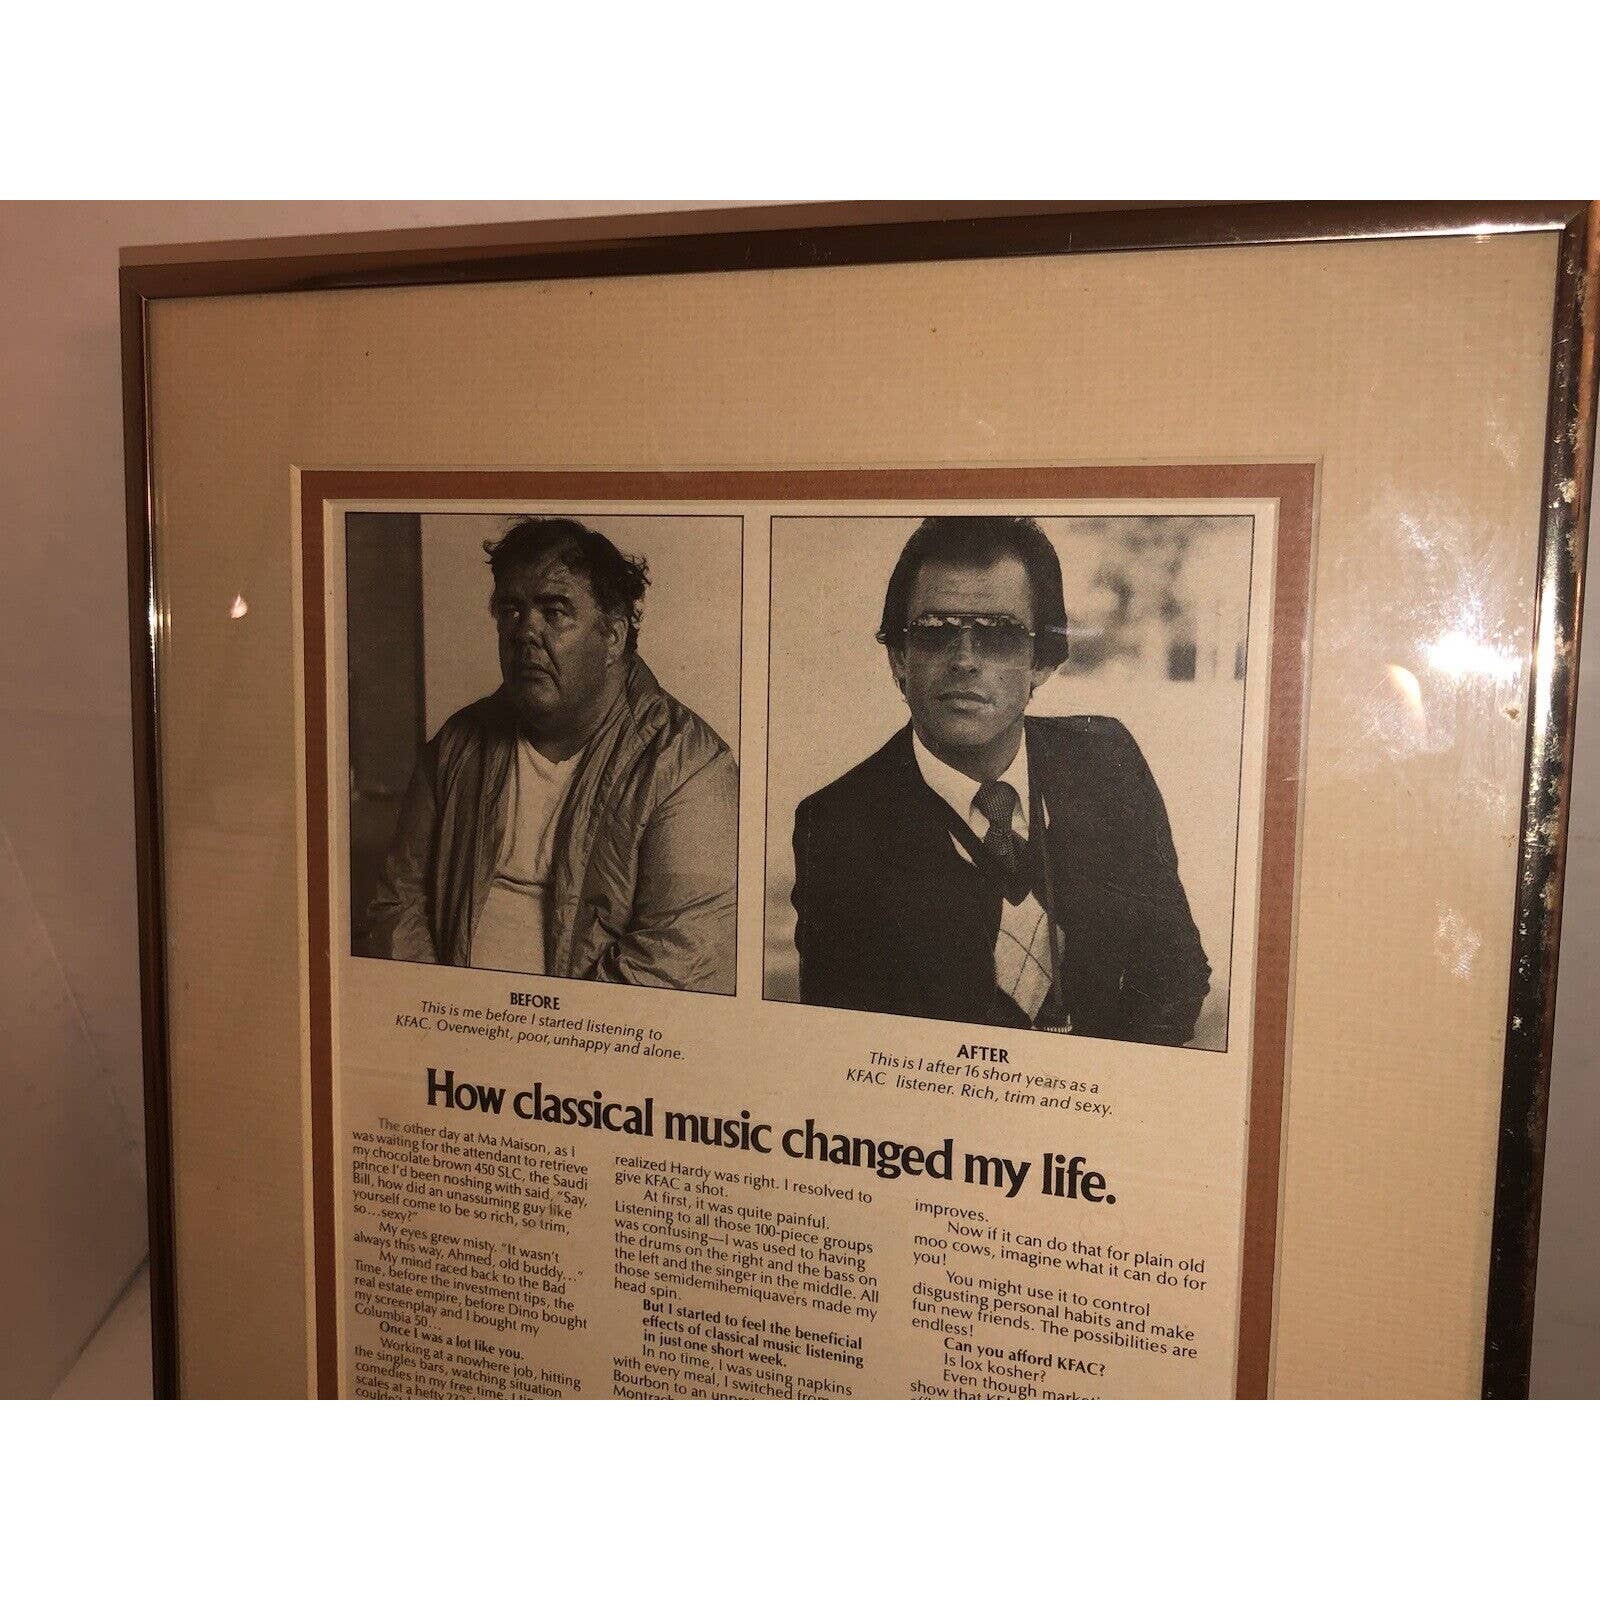 BEFORE
This is me before I started listening to
KFAC. Overweight, poor, unhappy and alone.
AFTER
This is I after 16 short years as a
KFAC listener. Rich, trim and sexy.
How classical music changed my life.
The other day at Ma Maison, as I
was waiting for the attendant to retrieve
my chocolate brown 450 SLC, the Saudi
prince I'd been noshing with said, "Say,
Bill, how did an unassuming guy like
yourself come to be so rich, so trim,
so...sexy?"
My eyes grew misty. "It wasn't
always this way, Ahmed, old buddy..."
My mind raced back to the Bad
Time, before the investment tips, the
real estate empire, before Dino bought
my screenplay and I bought my
Columbia 50...
Once I was a lot like you.
Working at a nowhere job, hitting
the singles bars, watching situation
comedies in my free time. I
scales at a hefty 232,
couldn't
realized Hardy was right. I resolved to
give KFAC a shot.
At first, it was quite painful.
Listening to all those 100-piece groups
was confusing—I was used to having
the drums on the right and the bass on
the left and the singer in the middle. All
those semidemihemiquavers made my
head spin.
But I started to feel the beneficial
effects of classical music listening
in just one short week.
In no time, I was using napkins
with every meal, I switched from
Bourbon to an
improves.
Now if it can do that for plain old
moo cows, imagine what it can do for
you!
You might use it to control
disgusting personal habits and make
fun new friends. The possibilities are
endless!
Can you afford KFAC?
Is lox kosher?
Even though
show that